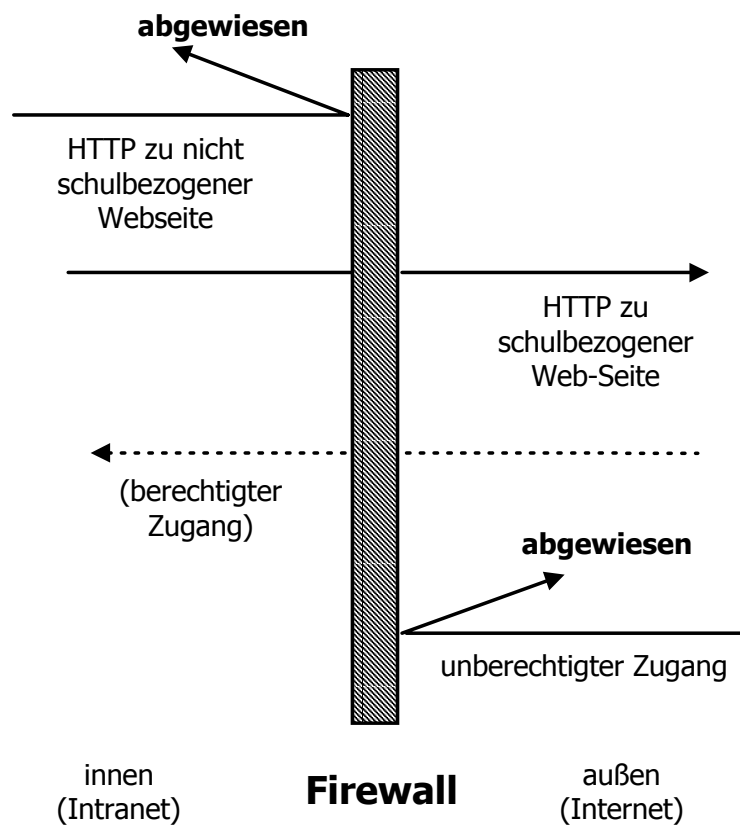 abgewiesen
HTTP zu nicht
schulbezogener
Webseite
HTTP zu
schulbezogener
Web-Seite
(berechtigter
Zugang)
abgewiesen
unberechtigter Zugang
innen
(Intranet)
Firewall
außen
(Internet)